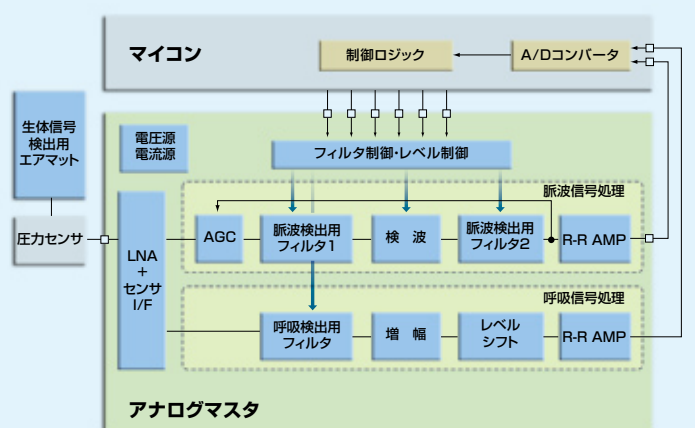 マイコン
制御ロジック
A/Dコンバータ
生体信号
検出用
エアマット
電圧源
電流源
フィルタ制御・レベル制御
脈波信号処理
圧力センサ
LNA
+
センサ
I/F
AGC
脈波検出用
フィルタ1
検 波
脈波検出用
フィルタ2
R-R AMP
呼吸信号処理
呼吸検出用
フィルタ
増 幅
レベル
シフト
R-R AMP
アナログマスタ